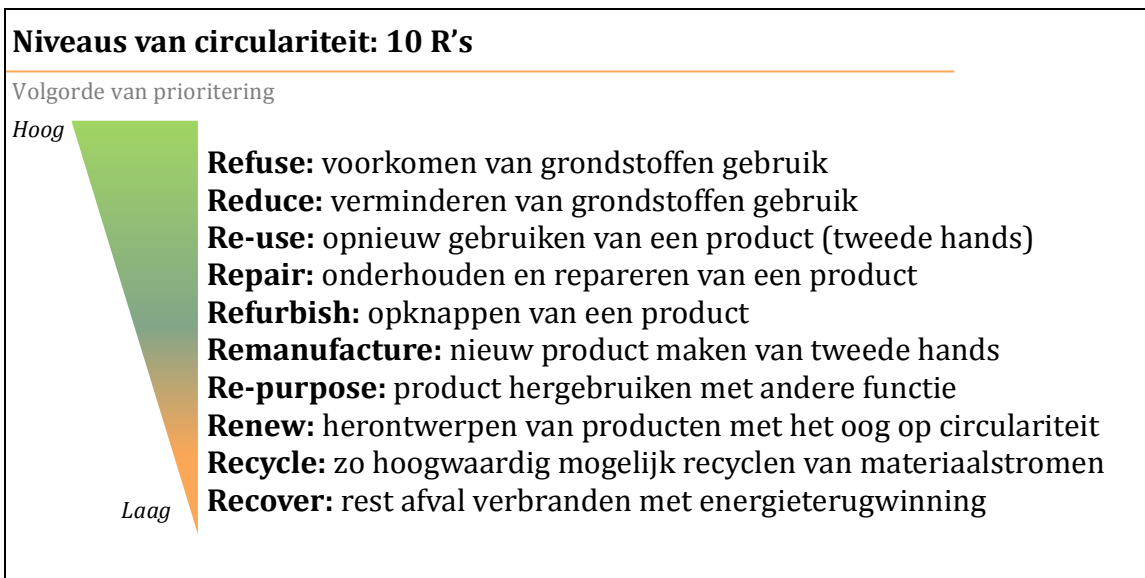 Niveaus van circulariteit: 10 R’s
Volgorde van prioritering
Hoog
Refuse: voorkomen van grondstoffen gebruik
Reduce: verminderen van grondstoffen gebruik
Re-use: opnieuw gebruiken van een product (tweede hands)
Repair: onderhouden en repareren van een product
Refurbish: opknappen van een product
Remanufacture: nieuw product maken van tweede hands
Re-purpose: product hergebruiken met andere functie
Renew: herontwerpen van producten met het oog op circulariteit
Recycle: zo hoogwaardig mogelijk recyclen van materiaalstromen
Recover: rest afval verbranden met energieterugwinning
Laag